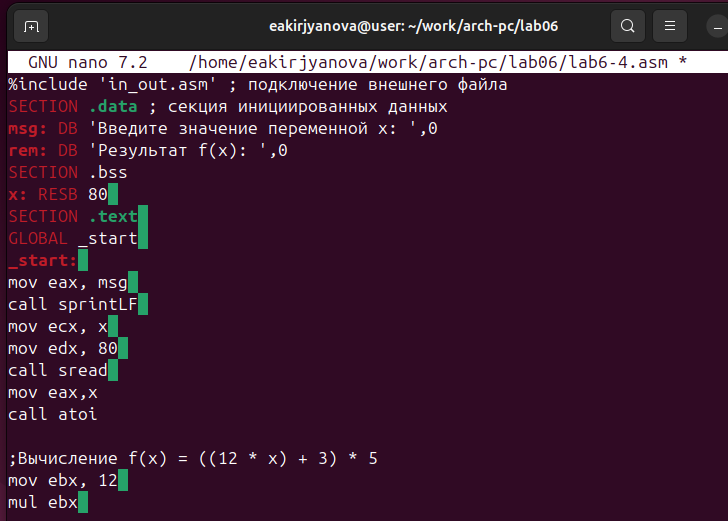 eakirjyanova@user: ~/work/arch-pc/lab06
GNU nano 7.2 /home/eakirjyanova/work/arch-pc/lab06/lab6-4.asm *
%include 'in_out.asm' ; подключение внешнего файла
SECTION .data ; секция инициированных данных
msg: DB 'Введите значение переменной x: ',0
rem: DB 'Результат f(x): ',0
SECTION .bss
x: RESB 80
SECTION .text
GLOBAL _start
_start:
mov eax, msg
call sprintLF
mov ecx, x
mov edx, 80
call sread
mov eax,x
call atoi
;Вычисление f(x) = ((12 * x) + 3) * 5
mov ebx, 12
mul ebx